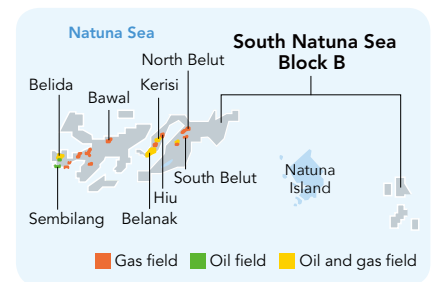 Natuna Sea
South Natuna Sea
Block B
North Belut
Belida
Kerisi
Bawal
South Belut
Natuna
Island
Hiu
Sembilang
Belanak
Gas field
Oil field
Oil and gas field